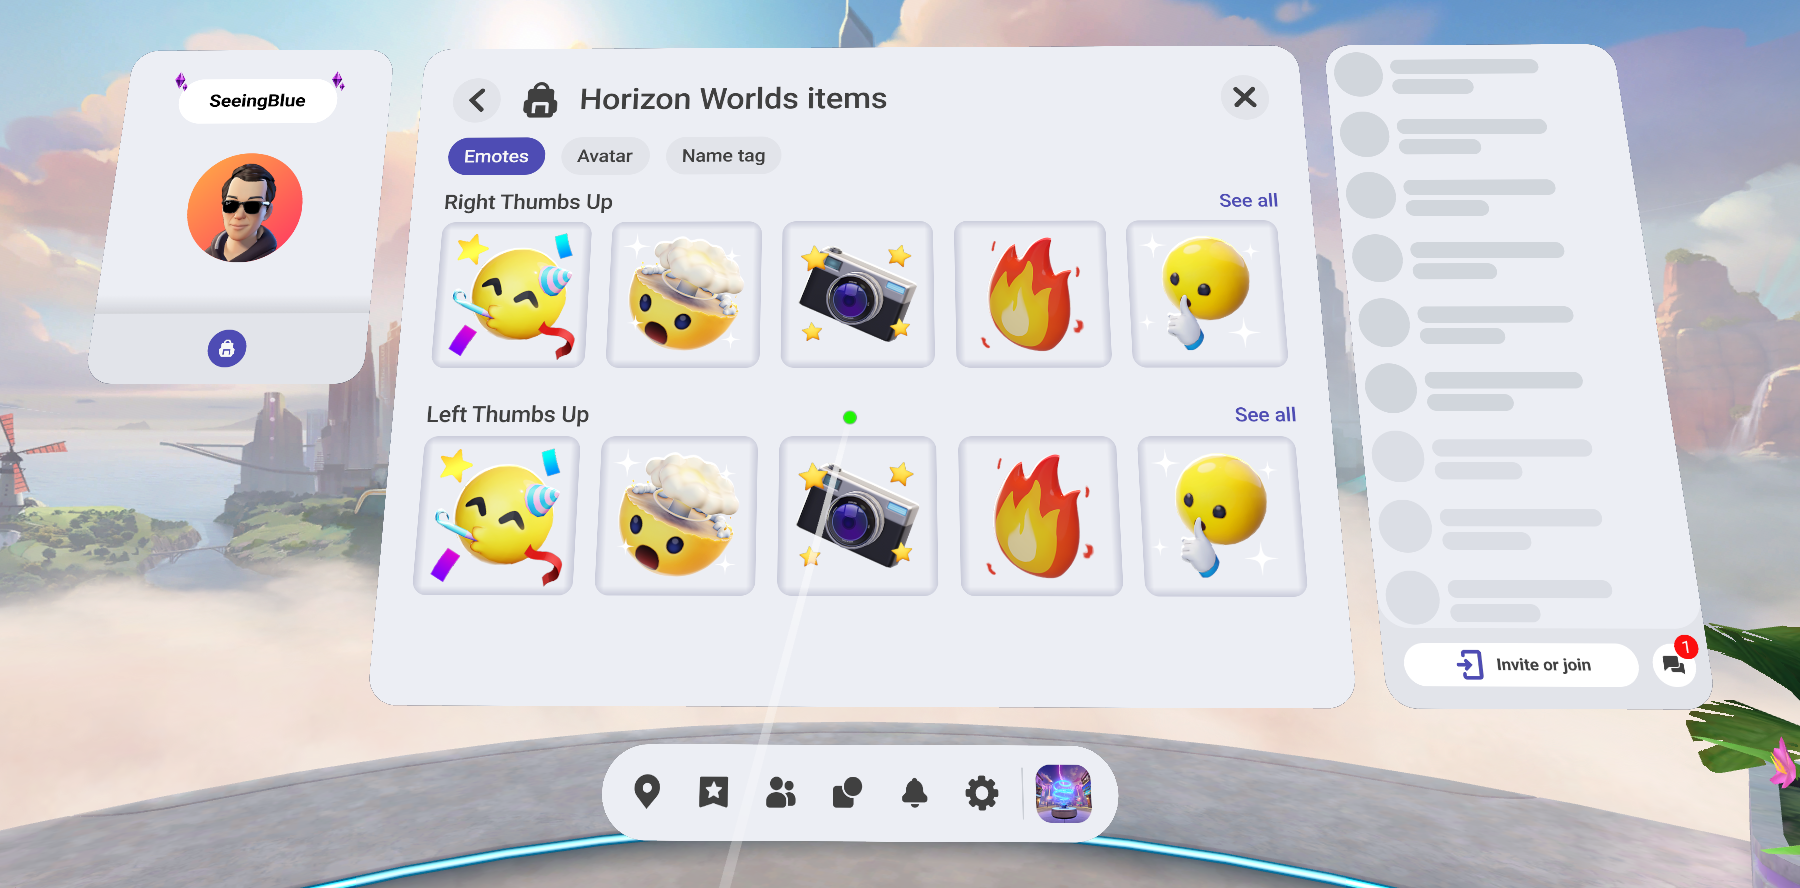 SeeingBlue
Horizon Worlds items
Emotes
Avatar
Name tag
Right Thumbs Up
See all
Left Thumbs Up
See all
Invite or join
1